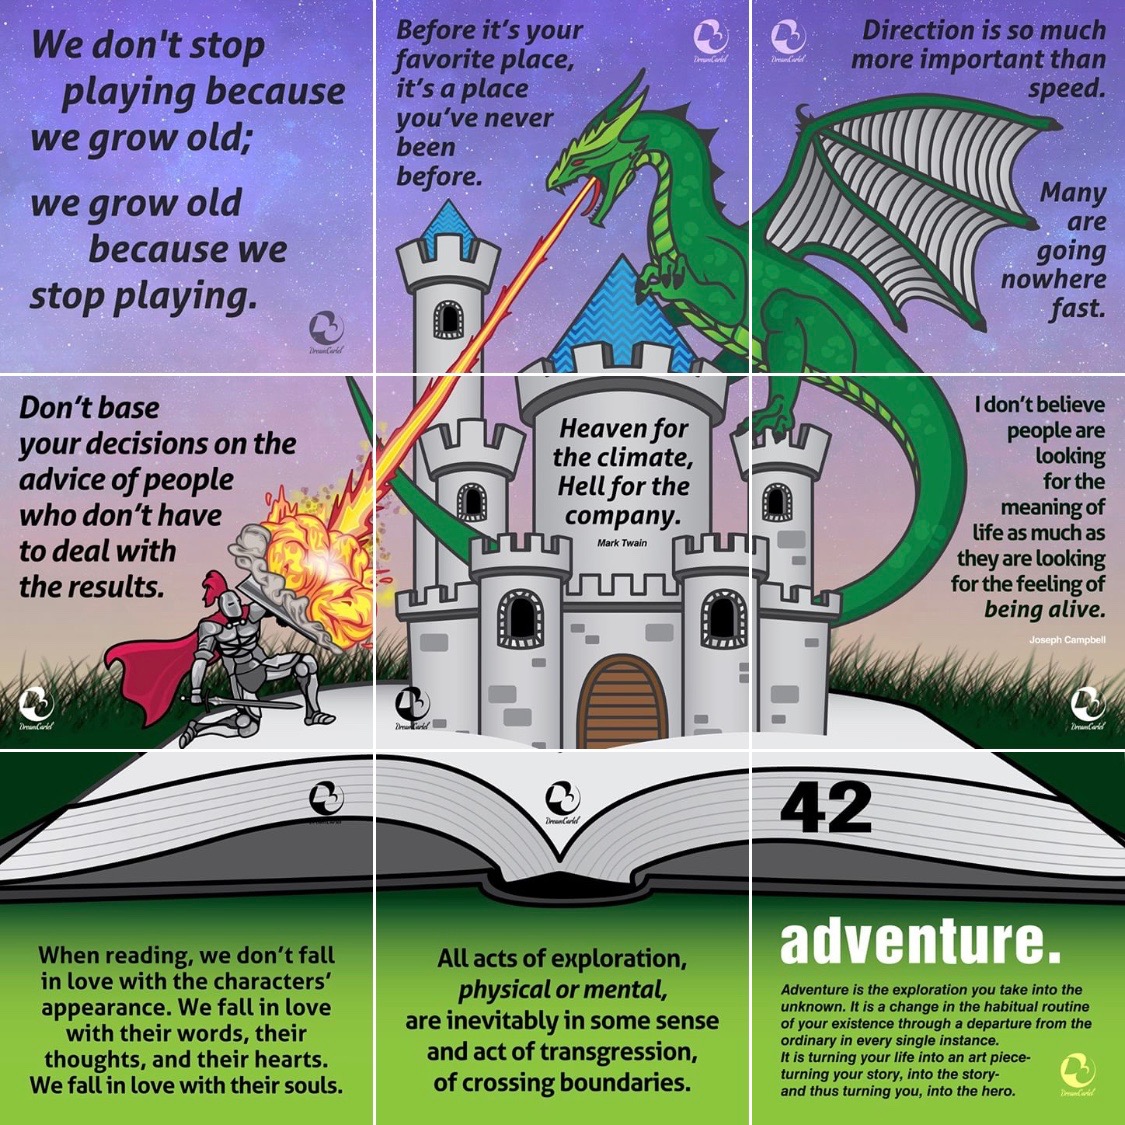 We don't stop
playing because
we grow old;
we grow old
because we
stop playing.
DreamCartel
Before it's your
favorite place,
it's a place
you've never
been
before.
DreamCartel
DreamCartel
Direction is so much
more important than
speed.
Many
are
going
nowhere
fast.
Don't base
your decisions on the
advice of people
who don't have
to deal with
the results.
DreamCartel
Heaven for
the climate,
Hell for the
company.
Mark Twain
DreamCartel
I don't believe
people are
looking
for the
meaning of
life as much as
they are looking
for the feeling of
being alive.
Joseph Campbell
DreamCartel
DreamCartel
When reading, we don't fall
in love with the characters'
appearance. We fall in love
with their words, their
thoughts, and their hearts.
We fall in love with their souls.
DreamCartel
All acts of exploration,
physical or mental,
are inevitably in some sense
and act of transgression,
of crossing boundaries.
42
adventure.
Adventure is the exploration you take into the
unknown. It is a change in the habitual routine
of your existence through a departure from the
ordinary in every single instance.
It is turning your life into an art piece-
turning your story, into the story-
and thus turning you, into the hero.
DreamCartel